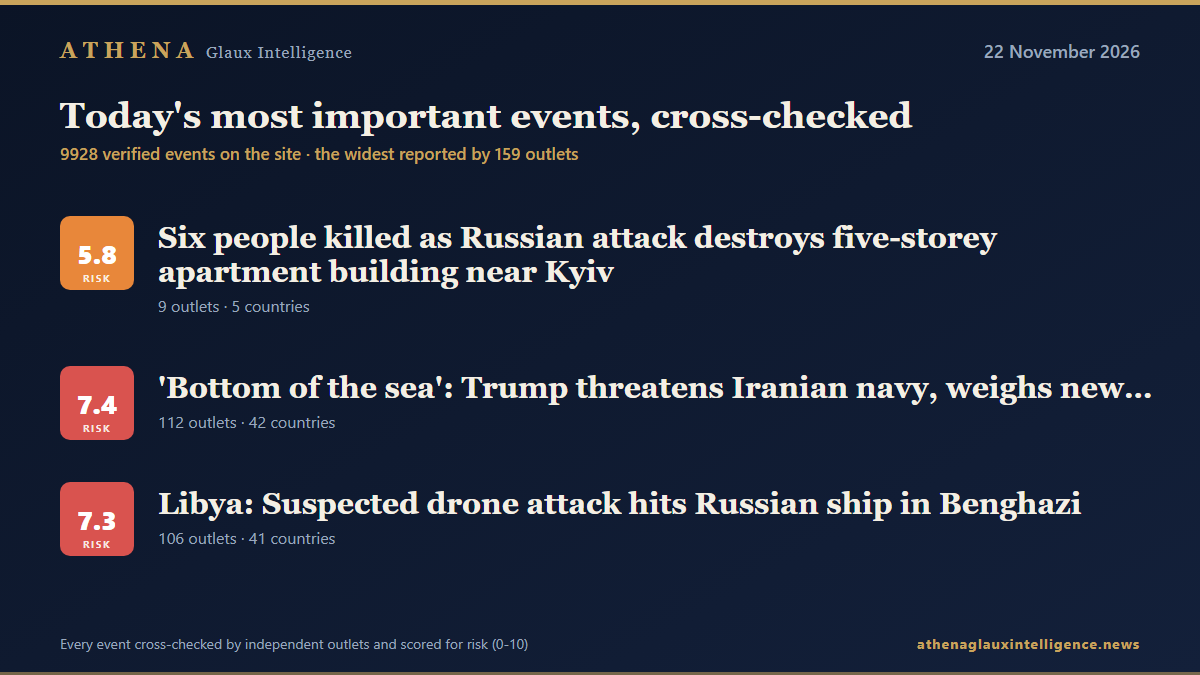 ATHENA Glaux Intelligence
22 November 2026
Today's most important events, cross-checked
9928 verified events on the site · the widest reported by 159 outlets
5.8
RISK
Six people killed as Russian attack destroys five-storey
apartment building near Kyiv
9 outlets · 5 countries
7.4
RISK
'Bottom of the sea': Trump threatens Iranian navy, weighs new...
112 outlets · 42 countries
7.3
RISK
Libya: Suspected drone attack hits Russian ship in Benghazi
106 outlets · 41 countries
Every event cross-checked by independent outlets and scored for risk (0-10)
athenaglauxintelligence.news